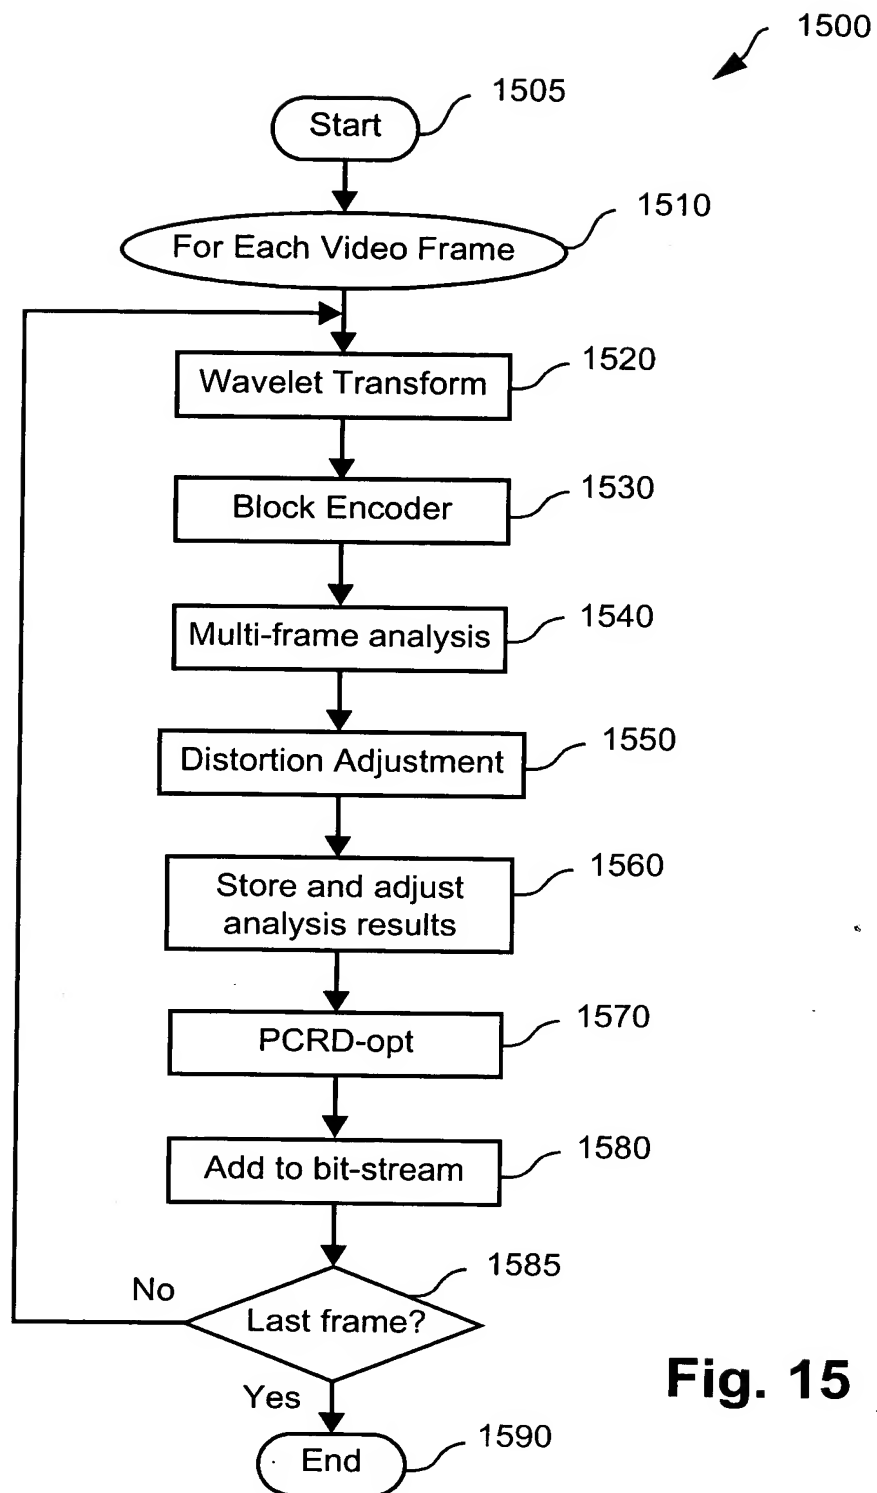 1500
Start
1505
For Each Video Frame
1510
Wavelet Transform
1520
Block Encoder
1530
Multi-frame analysis
1540
Distortion Adjustment
1550
Store and adjust
analysis results
1560
PCRD-opt
1570
Add to bit-stream
1580
Last frame?
1585
No
Yes
End
1590
Fig. 15